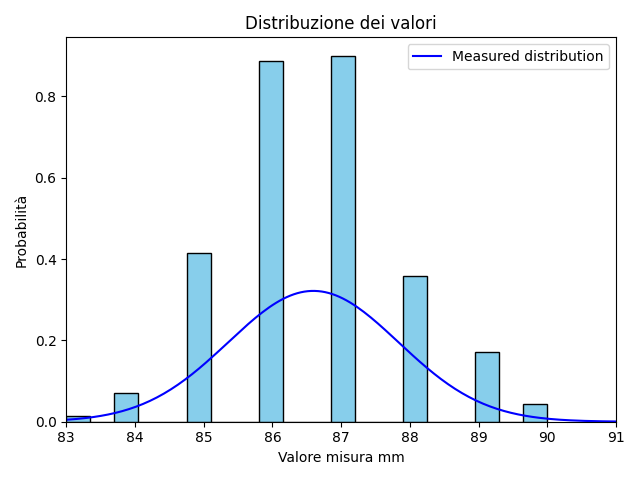 Distribuzione dei valori
Measured distribution
Probabilità
0.8
0.6
0.4
0.2
0.0
83 84 85 86 87 88 89 90 91
Valore misura mm